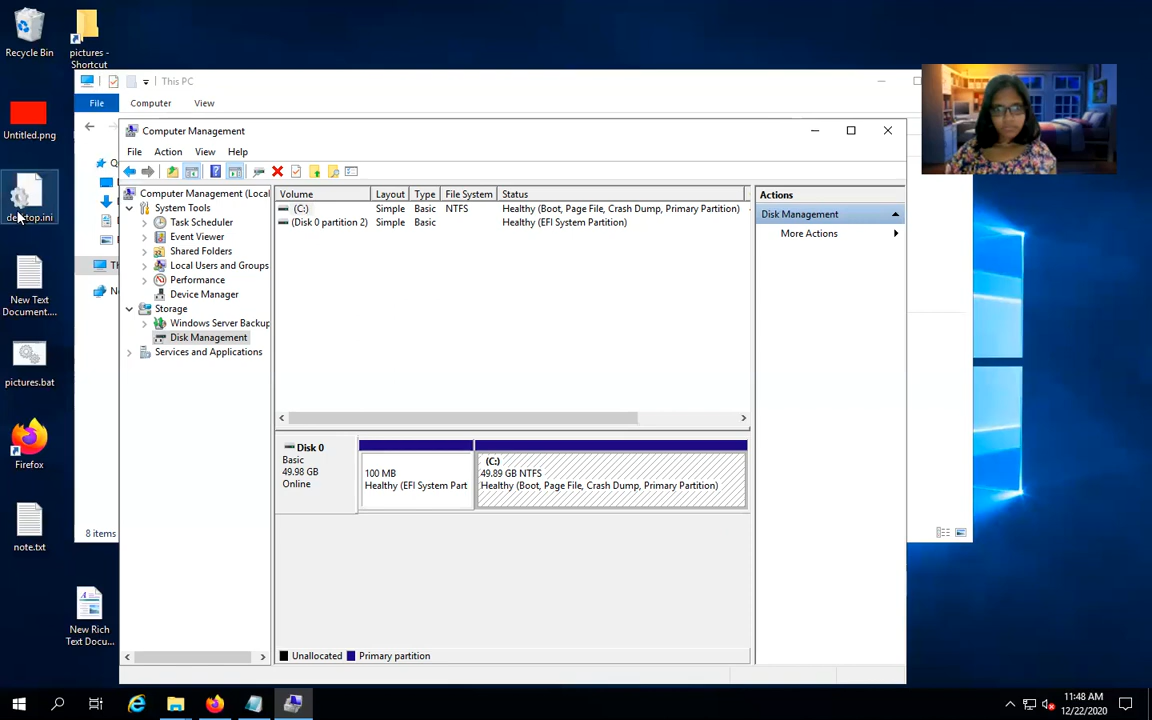 Recycle Bin
pictures -
Shortcut
Untitled.png
desktop.ini
New Text
Document....
pictures.bat
Firefox
note.txt
New Rich
Text Docu...
This PC
File
Computer
View
8 items
Computer Management
File
Action
View
Help
Computer Management (Local
System Tools
Task Scheduler
Event Viewer
Shared Folders
Local Users and Groups
Performance
Device Manager
Storage
Windows Server Backup
Disk Management
Services and Applications
Volume Layout Type File System Status
(C:) Simple Basic NTFS Healthy (Boot, Page File, Crash Dump, Primary Partition)
(Disk 0 partition 2) Simple Basic Healthy (EFI System Partition)
Disk 0
Basic
49.98 GB
Online
100 MB
Healthy (EFI System Part
(C:)
49.89 GB NTFS
Healthy (Boot, Page File, Crash Dump, Primary Partition)
Unallocated
Primary partition
Actions
Disk Management
More Actions
11:48 AM
12/22/2020